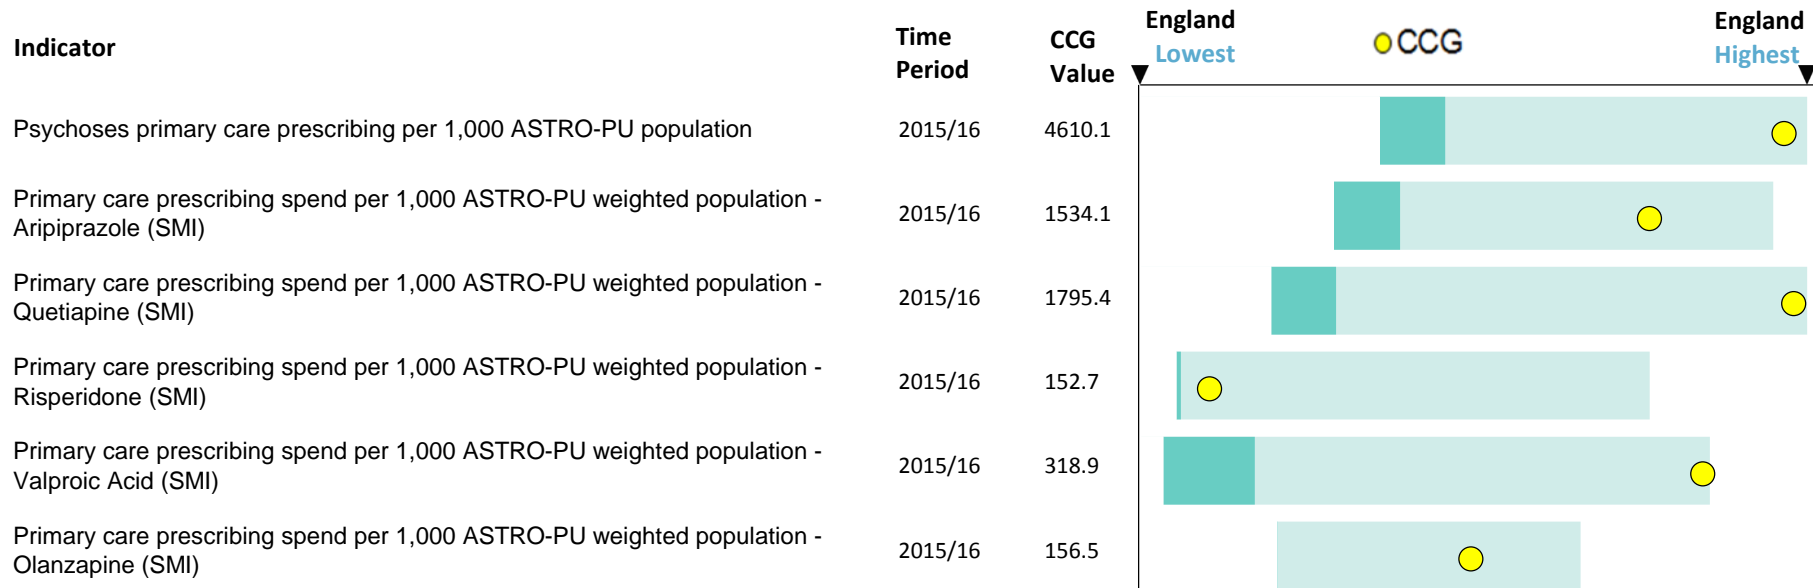 Indicator
Time
Period
CCG
Value
England
Lowest
CCG
England
Highest
Psychoses primary care prescribing per 1,000 ASTRO-PU population
2015/16
4610.1
Primary care prescribing spend per 1,000 ASTRO-PU weighted population -
Aripiprazole (SMI)
2015/16
1534.1
Primary care prescribing spend per 1,000 ASTRO-PU weighted population -
Quetiapine (SMI)
2015/16
1795.4
Primary care prescribing spend per 1,000 ASTRO-PU weighted population -
Risperidone (SMI)
2015/16
152.7
Primary care prescribing spend per 1,000 ASTRO-PU weighted population -
Valproic Acid (SMI)
2015/16
318.9
Primary care prescribing spend per 1,000 ASTRO-PU weighted population -
Olanzapine (SMI)
2015/16
156.5